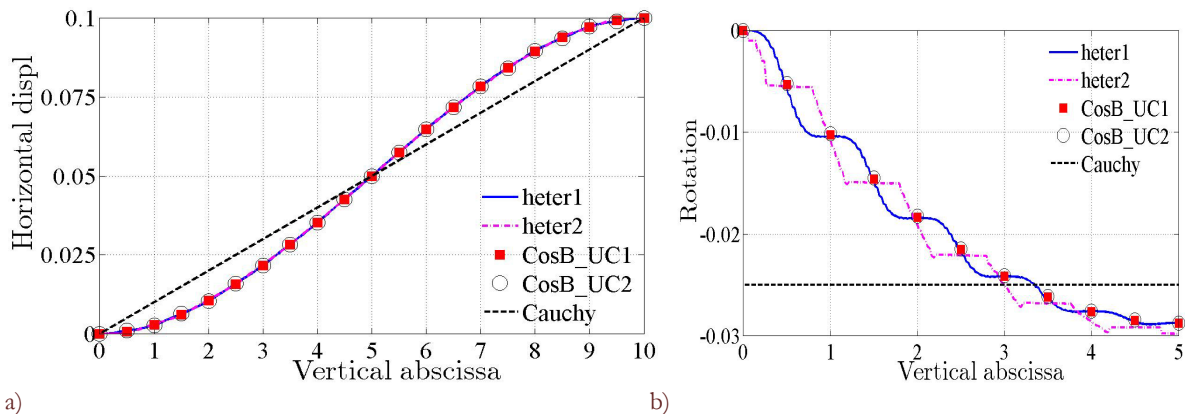 0.1
0.075
0.05
0.025
0
0 1 2 3 4 5 6 7 8 9 10
Horizontal displ
Vertical abscissa
heter1
heter2
CosB_UC1
CosB_UC2
Cauchy
a)
0
-0.01
-0.02
-0.03
0 1 2 3 4 5
Rotation
Vertical abscissa
heter1
heter2
CosB_UC1
CosB_UC2
Cauchy
b)